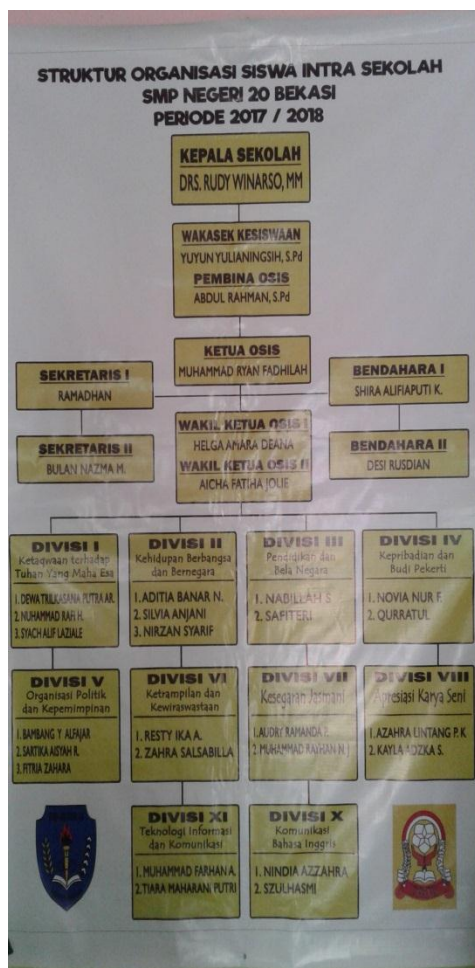 STRUKTUR ORGANISASI SISWA INTRA SEKOLAH
SMP NEGERI 20 BEKASI
PERIODE 2017 / 2018
KEPALA SEKOLAH
DRS. RUDY WINARSO, MM
WAKASEK KESISWAAN
YUYUN YULIANINGSIH, S.Pd
PEMBINA OSIS
ABDUL RAHMAN, S.Pd
KETUA OSIS
MUHAMMAD RYAN FADHILAH
SEKRETARIS I
RAMADHAN
BENDAHARA I
SHIRA ALIFIAPUTI K.
WAKIL KETUA OSIS I
HELGA AMARA DEANA
WAKIL KETUA OSIS II
AICHA FATIHA JOLIE
SEKRETARIS II
BULAN NAZMA M.
BENDAHARA II
DESI RUSDIAN
DIVISI I
Ketaqwaan terhadap
Tuhan Yang Maha Esa
1. DEWA TRILKASANA PUTRA AR.
2. MUHAMMAD RAFI H.
3. SYACH ALIF LAZIALE
DIVISI II
Kehidupan Berbangsa
dan Bernegara
1. ADITIA BANAR N.
2. SILVIA ANJANI
3. NIRZAN SYARIF
DIVISI III
Pendidikan dan
Bela Negara
1. NABILLAH S
2. SAFITERI
DIVISI IV
Kepribadian dan
Budi Pekerti
1. NOVIA NUR F.
2. QURRATUL
DIVISI V
Organisasi Politik
dan Kepemimpinan
1. BAMBANG Y ALFAJAR
2. SARTIKA AISYAH R.
3. FITRIA ZAHARA
DIVISI VI
Ketrampilan dan
Kewiraswastaan
1. RESTY IKA A.
2. ZAHRA SALSABILLA
DIVISI VII
Kesegaran Jasmani
1. AUDRY RAMANDA
2. MUHAMMAD RAYHAN N
DIVISI VIII
Apresiasi Karya Seni
1. AZAHRA LINTANG P. K
2. KAYLA ADZKA S.
DIVISI XI
Teknologi Informasi
dan Komunikasi
1. MUHAMMAD FARHAN A.
2. TIARA MAHARANI PUTRI
DIVISI X
Komunikasi
Bahasa Inggris
1. NINDIA AZZAHRA
2. SZULHASMI